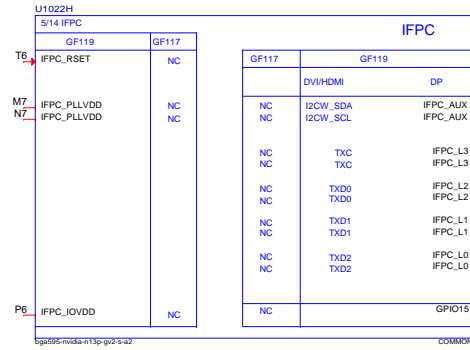 U1022H
5/14 IFPC
IFPC
GF119 GF117
T6 IFPC_RSET NC
GF117 GF119
DVI/HDMI DP
M7 IFPC_PLLVDD NC
N7 IFPC_PLLVDD NC
NC I2CW_SDA IFPC_AUX
NC I2CW_SCL IFPC_AUX
NC TXC IFPC_L3
NC TXC IFPC_L3
NC TXD0 IFPC_L2
NC TXD0 IFPC_L2
NC TXD1 IFPC_L1
NC TXD1 IFPC_L1
NC TXD2 IFPC_L0
NC TXD2 IFPC_L0
P6 IFPC_IOVDD NC
NC GPIO15
bga595-nvidia-n13p-gv2-s-a2 COMMON